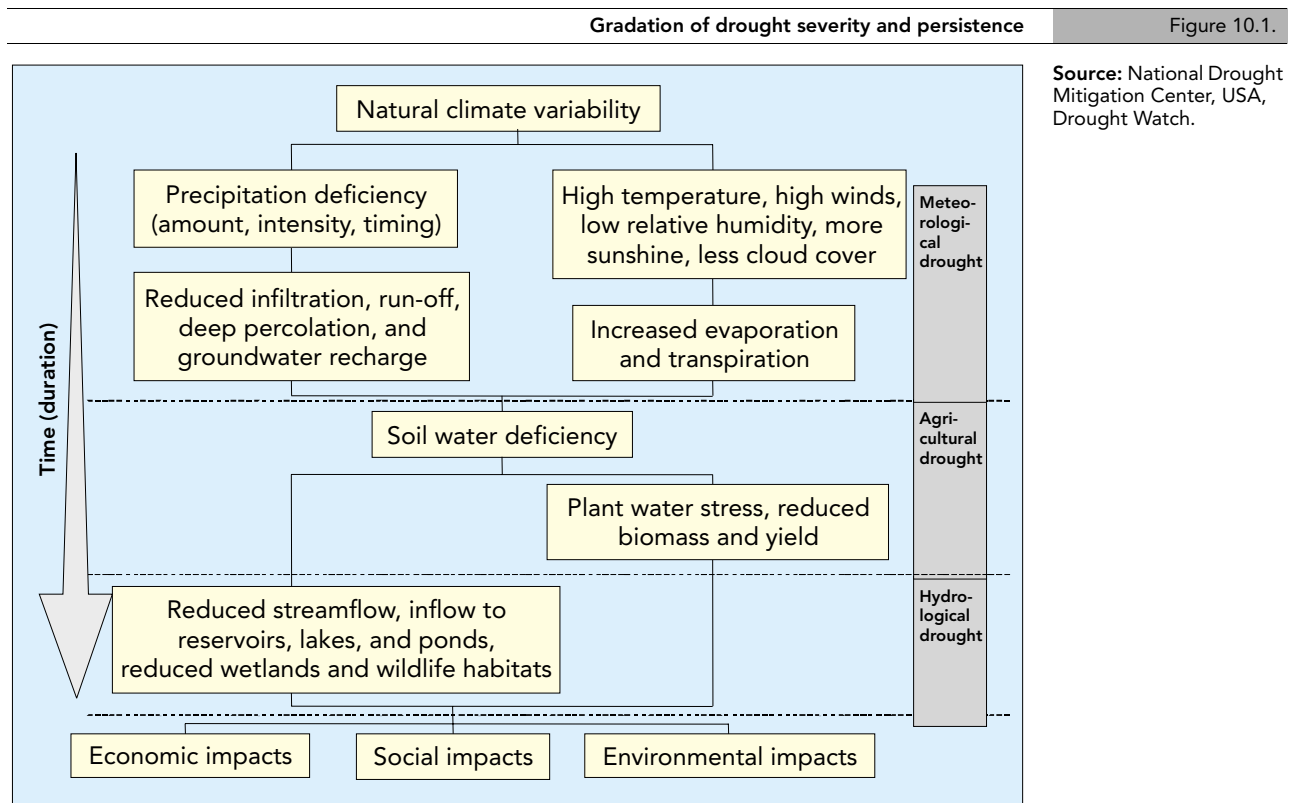 Gradation of drought severity and persistence
Figure 10.1.
Source: National Drought
Mitigation Center, USA,
Drought Watch.
Natural climate variability
Precipitation deficiency
(amount, intensity, timing)
High temperature, high winds,
low relative humidity, more
sunshine, less cloud cover
Meteo-
rologi-
cal
drought
Reduced infiltration, run-off,
deep percolation, and
groundwater recharge
Increased evaporation
and transpiration
Time (duration)
Soil water deficiency
Agri-
cultural
drought
Plant water stress, reduced
biomass and yield
Reduced streamflow, inflow to
reservoirs, lakes, and ponds,
reduced wetlands and wildlife habitats
Hydro-
logical
drought
Economic impacts
Social impacts
Environmental impacts